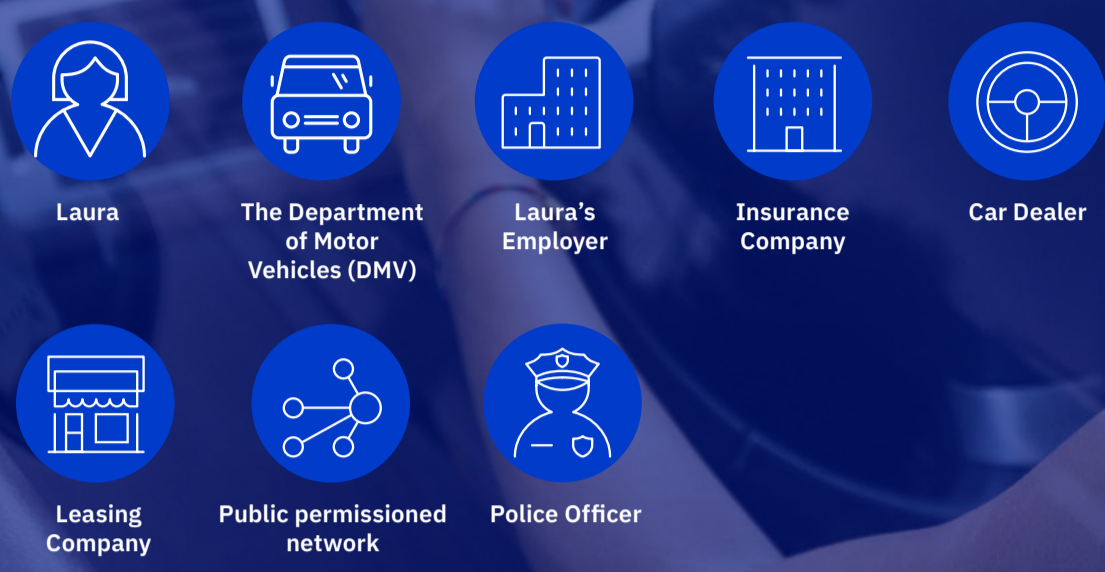 Laura
The Department
of Motor
Vehicles (DMV)
Laura’s
Employer
Insurance
Company
Car Dealer
Leasing
Company
Public permissioned
network
Police Officer